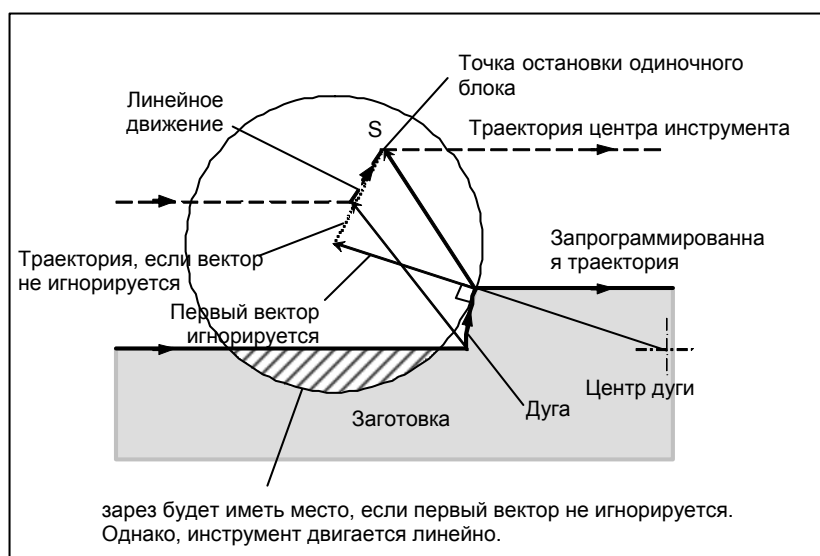 Точка остановки одиночного
блока
Линейное
движение
S
Траектория центра инструмента
Траектория, если вектор
не игнорируется
Запрограммированна
я траектория
Первый вектор
игнорируется
Центр дуги
Дуга
Заготовка
зарез будет иметь место, если первый вектор не игнорируется.
Однако, инструмент двигается линейно.